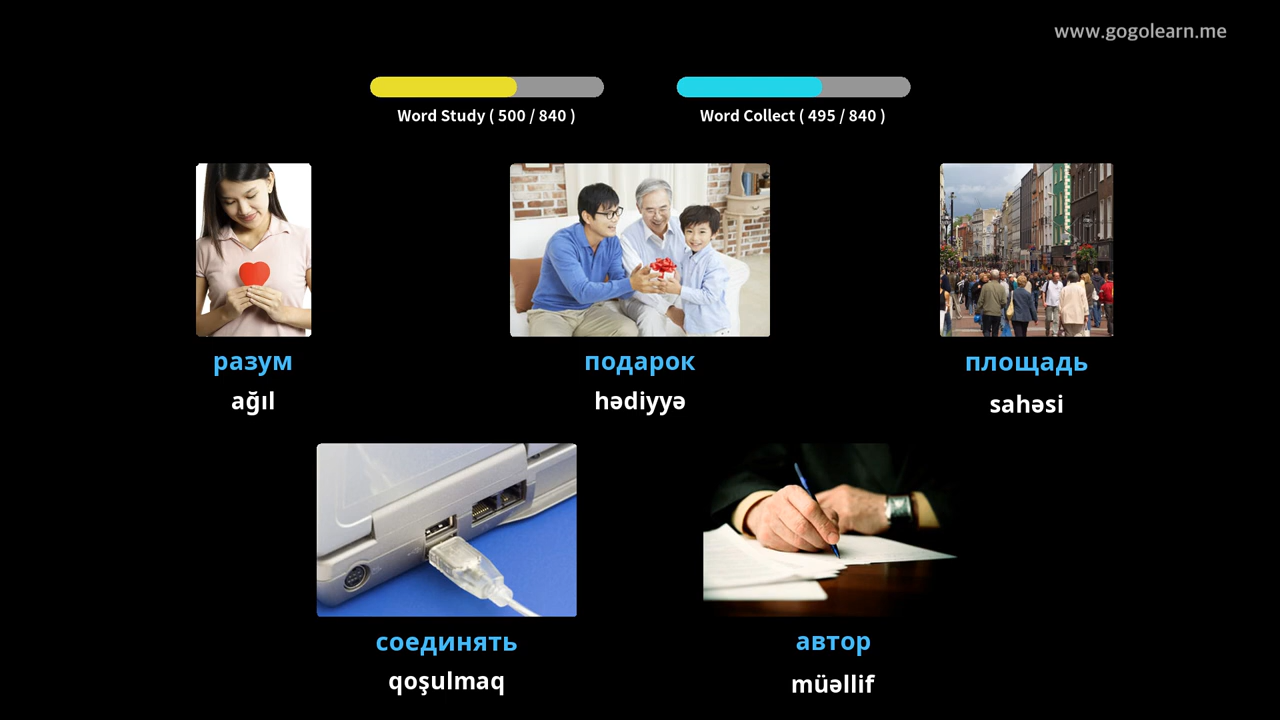 www.gogolearn.me
Word Study ( 500 / 840 )
Word Collect ( 495 / 840 )
разум
подарок
площадь
ağıl
hədiyyə
sahəsi
соединять
автор
qoşulmaq
müəllif